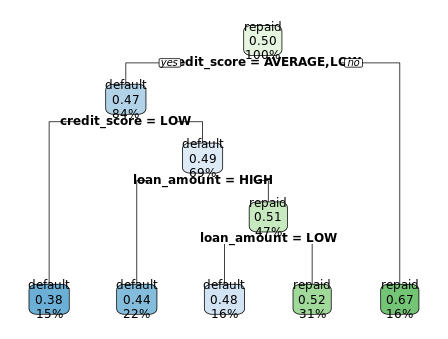 repaid
0.50
100%
yes
credit_score = AVERAGE,LOW
no
default
0.47
84%
credit_score = LOW
default
0.49
69%
loan_amount = HIGH
repaid
0.51
47%
loan_amount = LOW
default
0.38
15%
default
0.44
22%
default
0.48
16%
repaid
0.52
31%
repaid
0.67
16%